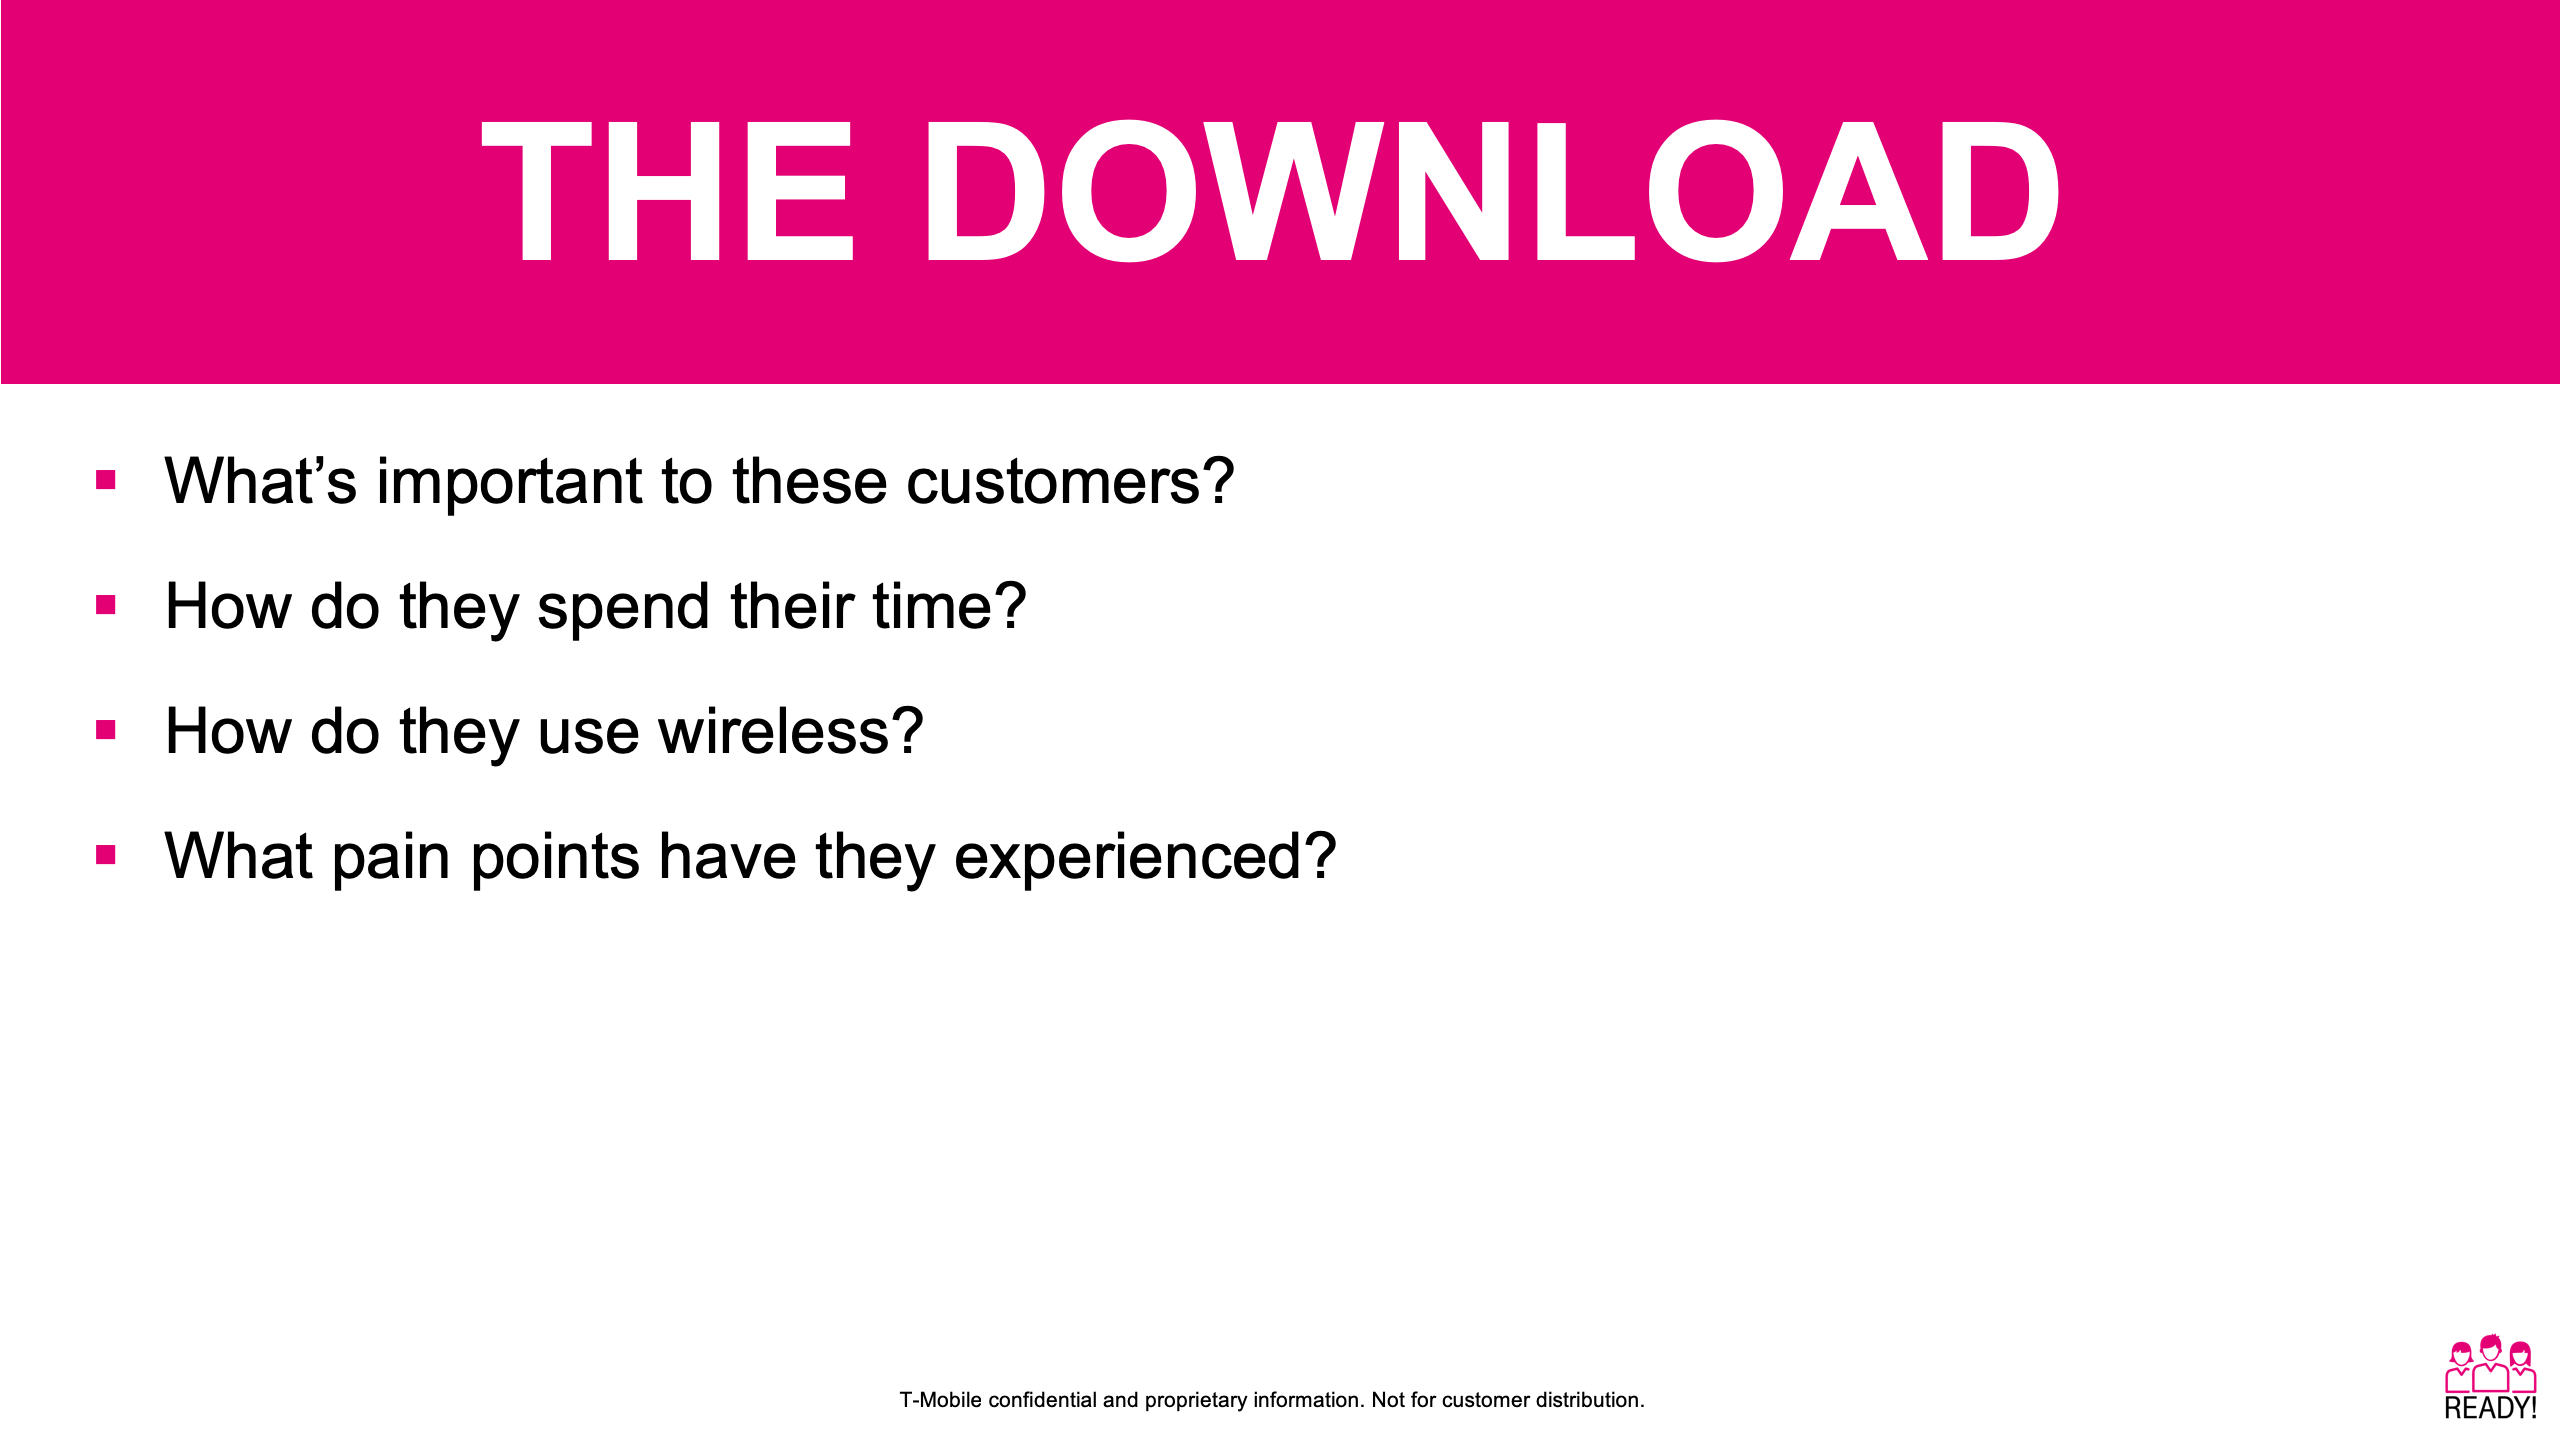 THE DOWNLOAD
What’s important to these customers?
How do they spend their time?
How do they use wireless?
What pain points have they experienced?
T-Mobile confidential and proprietary information. Not for customer distribution.
READY!